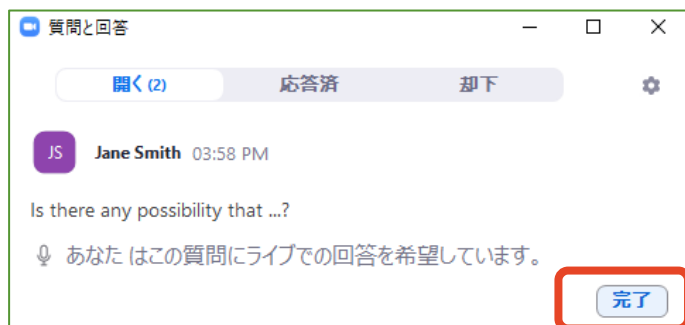 質問と回答
開く (2) 応答済 却下
JS Jane Smith 03:58 PM
Is there any possibility that ...?
あなた はこの質問にライブでの回答を希望しています。
完了